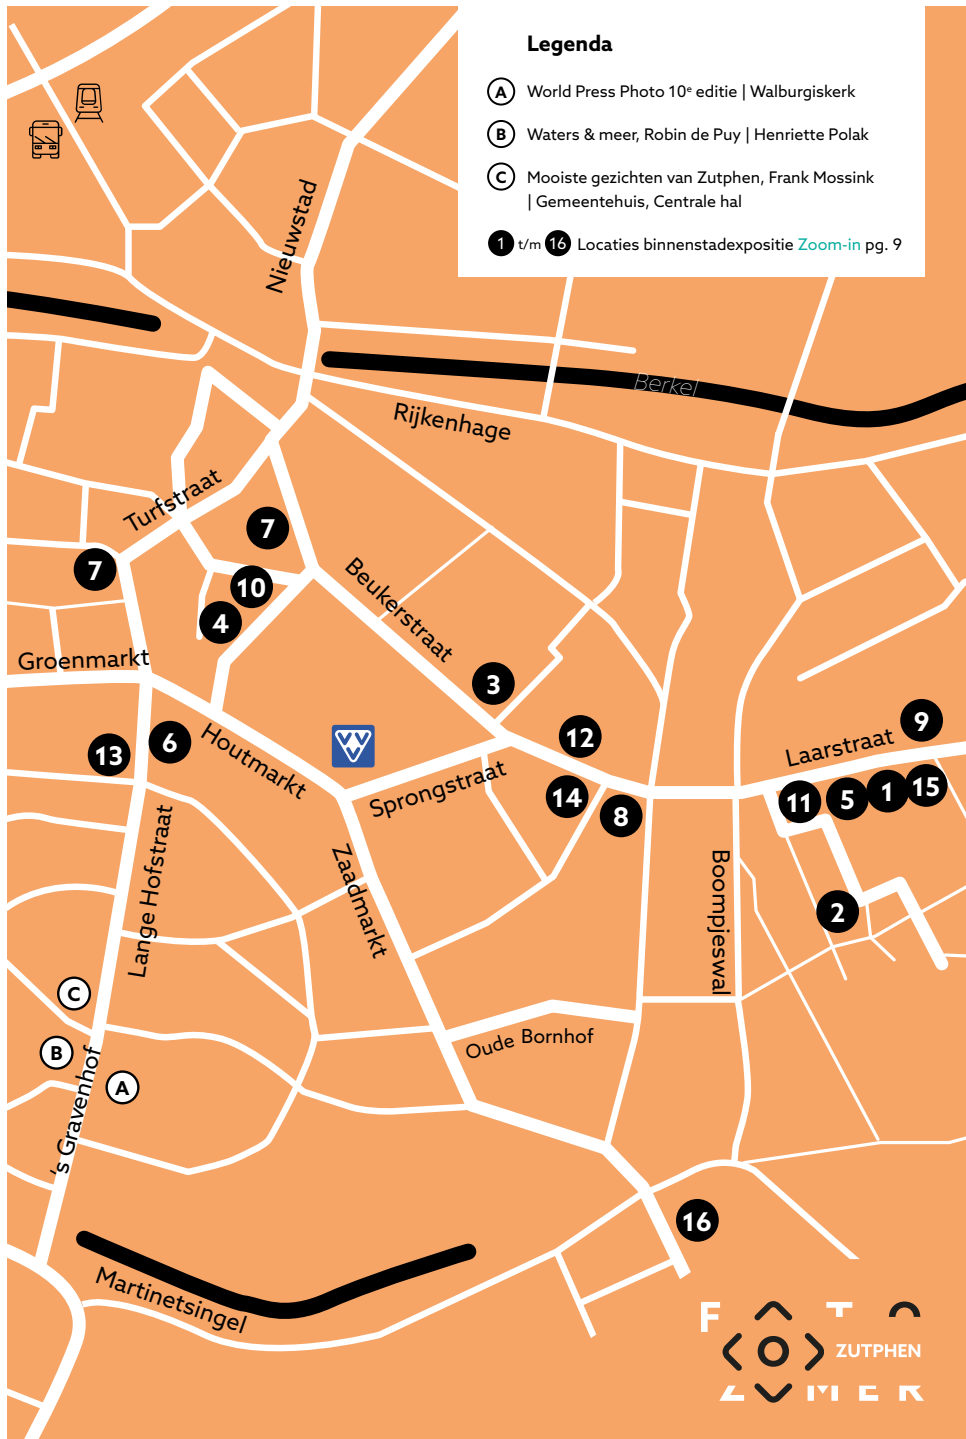 Legenda
A World Press Photo 10e editie | Walburgiskerk
B Waters & meer, Robin de Puy | Henriette Polak
C Mooiste gezichten van Zutphen, Frank Mossink
| Gemeentehuis, Centrale hal
1 t/m 16 Locaties binnenstadexpositie Zoom-in pg. 9
Nieuwstad
Berkel
Rijkenhage
Turfstraat
7
7
Beukerstraat
10
4
Groenmarkt
3
9
6
13
Houtmarkt
VVV
12
Laarstraat
Sprongstraat
14
8
11
5
1
15
Lange Hofstraat
Zaadmarkt
Boompjeswal
2
C
B
A
Oude Bornhof
's Gravenhof
16
Martinetsingel
FOTO
ZUTPHEN
ZOMER